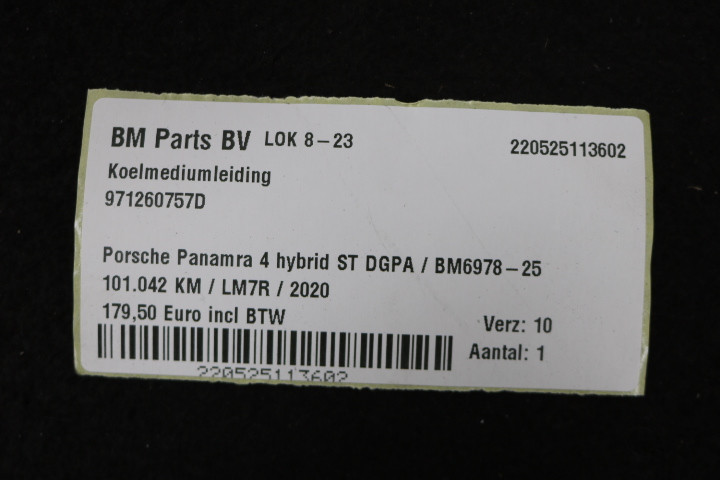 BM Parts BV LOK 8-23 220525113602
Koelmediumleiding
971260757D
Porsche Panamra 4 hybrid ST DGPA / BM6978-25
101.042 KM / LM7R / 2020
179,50 Euro incl BTW
Verz: 10
Aantal: 1
220525113602